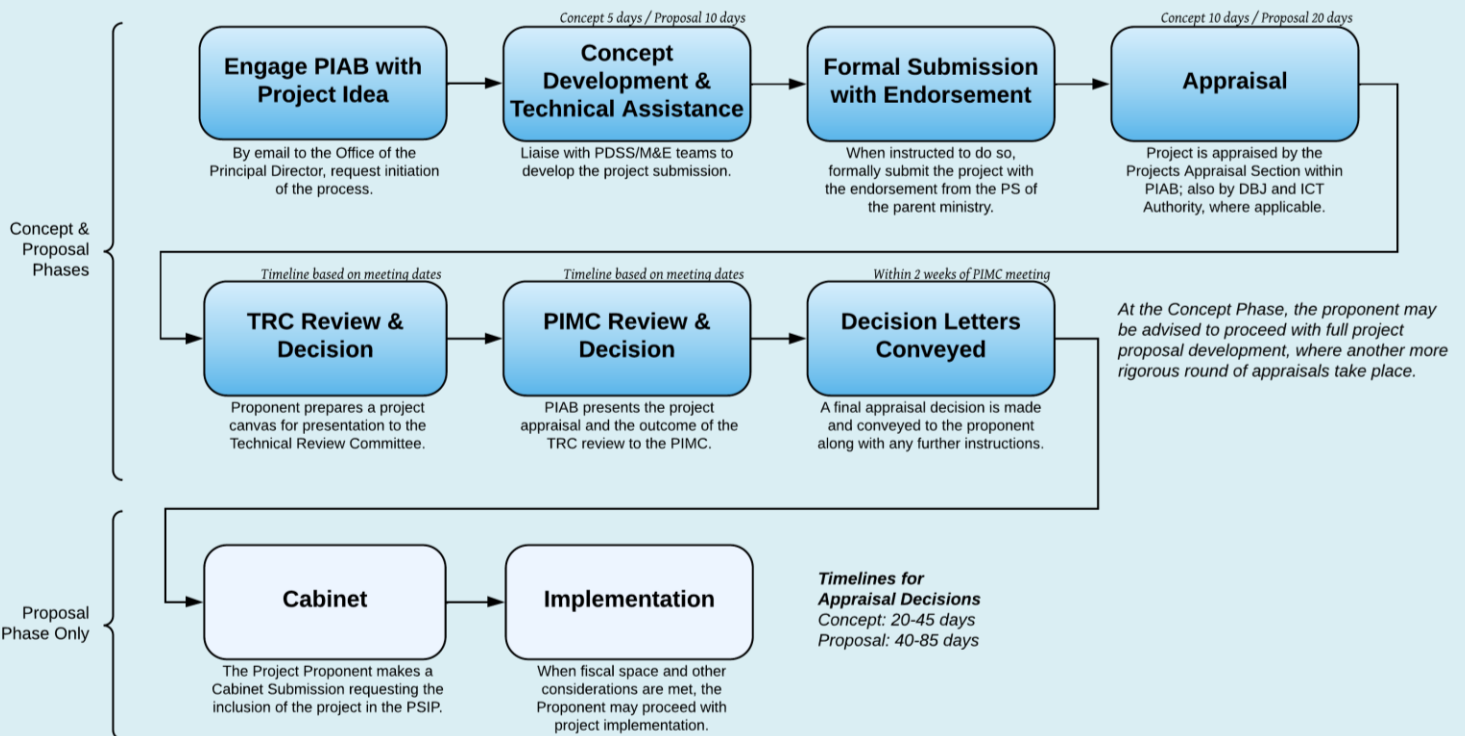 Concept 5 days / Proposal 10 days
Concept 10 days / Proposal 20 days
Engage PIAB with
Project Idea
By email to the Office of the
Principal Director, request initiation
of the process.
Concept
Development &
Technical Assistance
Liaise with PDSS/M&E teams to
develop the project submission.
Formal Submission
with Endorsement
When instructed to do so,
formally submit the project with
the endorsement from the PS of
the parent ministry.
Appraisal
Project is appraised by the
Projects Appraisal Section within
PIAB; also by DBJ and ICT
Authority, where applicable.
Concept &
Proposal
Phases
Timeline based on meeting dates
TRC Review &
Decision
Proponent prepares a project
canvas for presentation to the
Technical Review Committee.
Timeline based on meeting dates
PIMC Review &
Decision
PIAB presents the project
appraisal and the outcome of the
TRC review to the PIMC.
Within 2 weeks of PIMC meeting
Decision Letters
Conveyed
A final appraisal decision is made
and conveyed to the proponent
along with any further instructions.
At the Concept Phase, the proponent may
be advised to proceed with full project
proposal development, where another more
rigorous round of appraisals take place.
Proposal
Phase Only
Cabinet
The Project Proponent makes a
Cabinet Submission requesting the
inclusion of the project in the PSIP.
Implementation
When fiscal space and other
considerations are met, the
Proponent may proceed with
project implementation.
Timelines for
Appraisal Decisions
Concept: 20-45 days
Proposal: 40-85 days